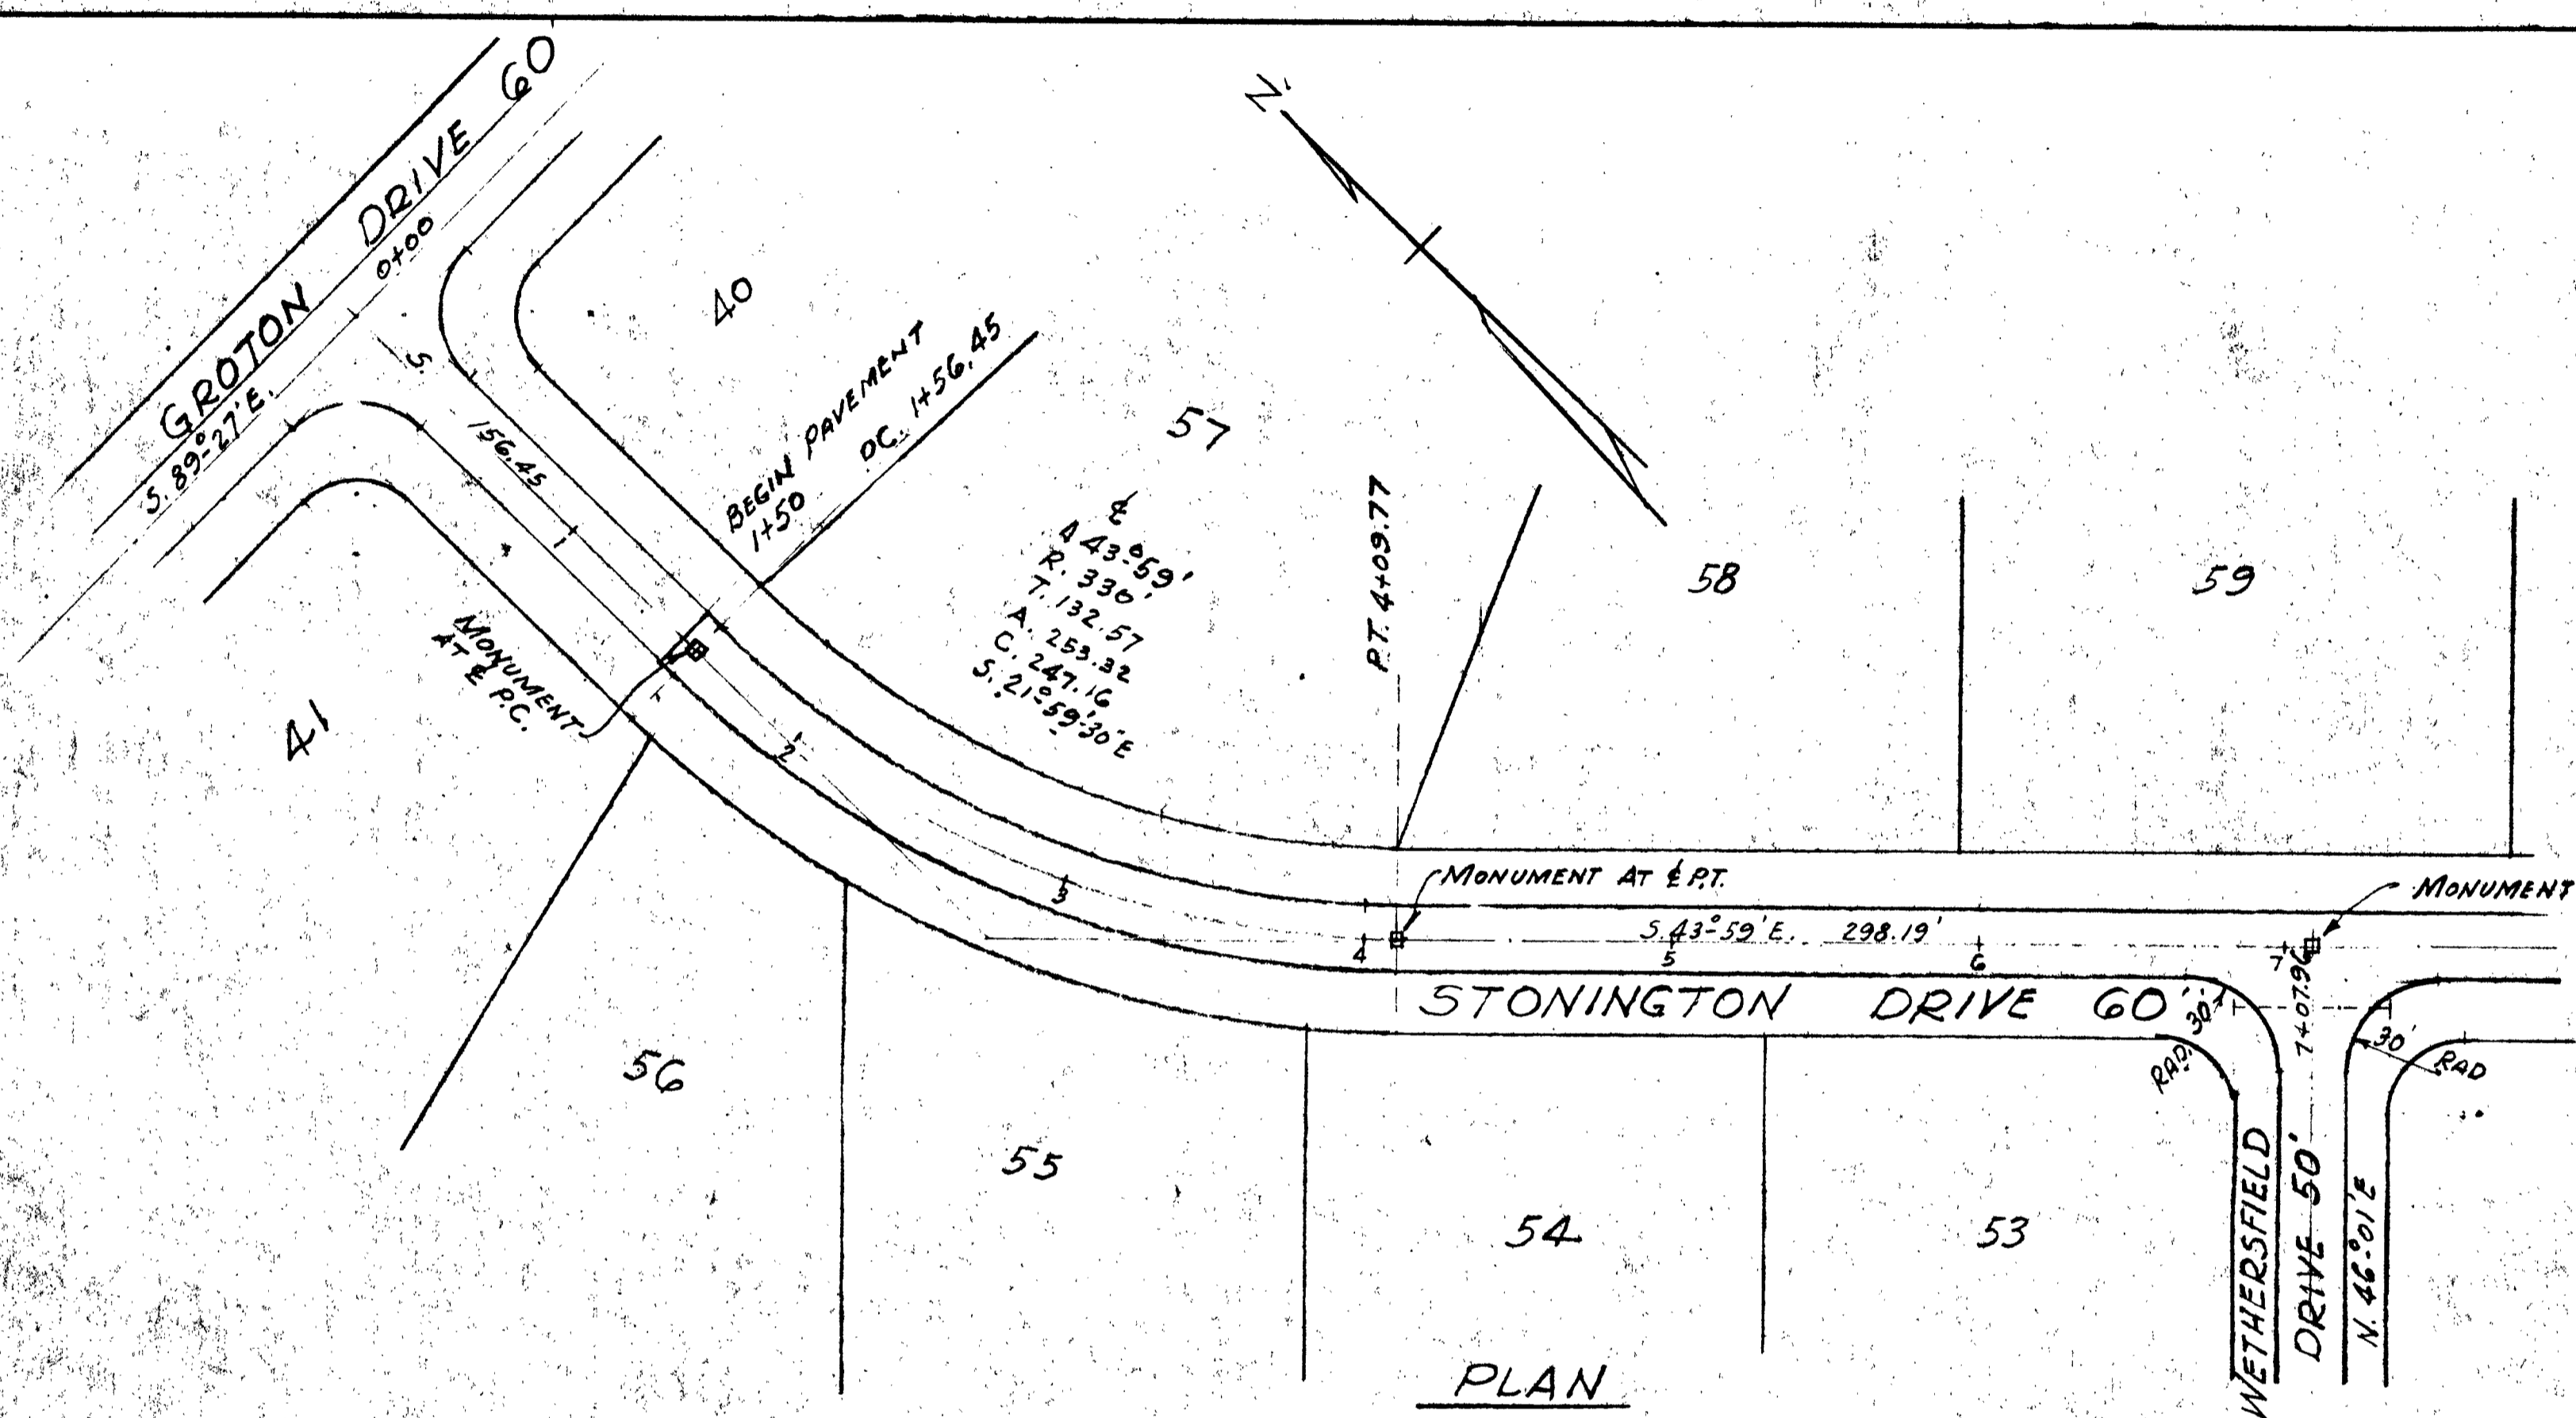 GROTON DRIVE 60
S. 89°-27' E.
0+00
S.
156.45
1
40
41
BEGIN PAVEMENT
1+50
P.C. 1+56.45
MONUMENT
AT ℄ P.C.
57
℄
Δ 43°-59'
R. 330'
T. 132.57
A. 253.32
C. 247.16
S. 21°-59'-30" E
N.
P.T. 4+09.77
58
59
2
3
4
5
6
7
MONUMENT AT ℄ P.T.
S. 43°-59' E. 298.19'
MONUMENT
7+07.96
STONINGTON DRIVE 60'
RAD. 30'
30' RAD
56
55
54
53
WETHERSFIELD
DRIVE 50'
N. 46°-01' E
PLAN